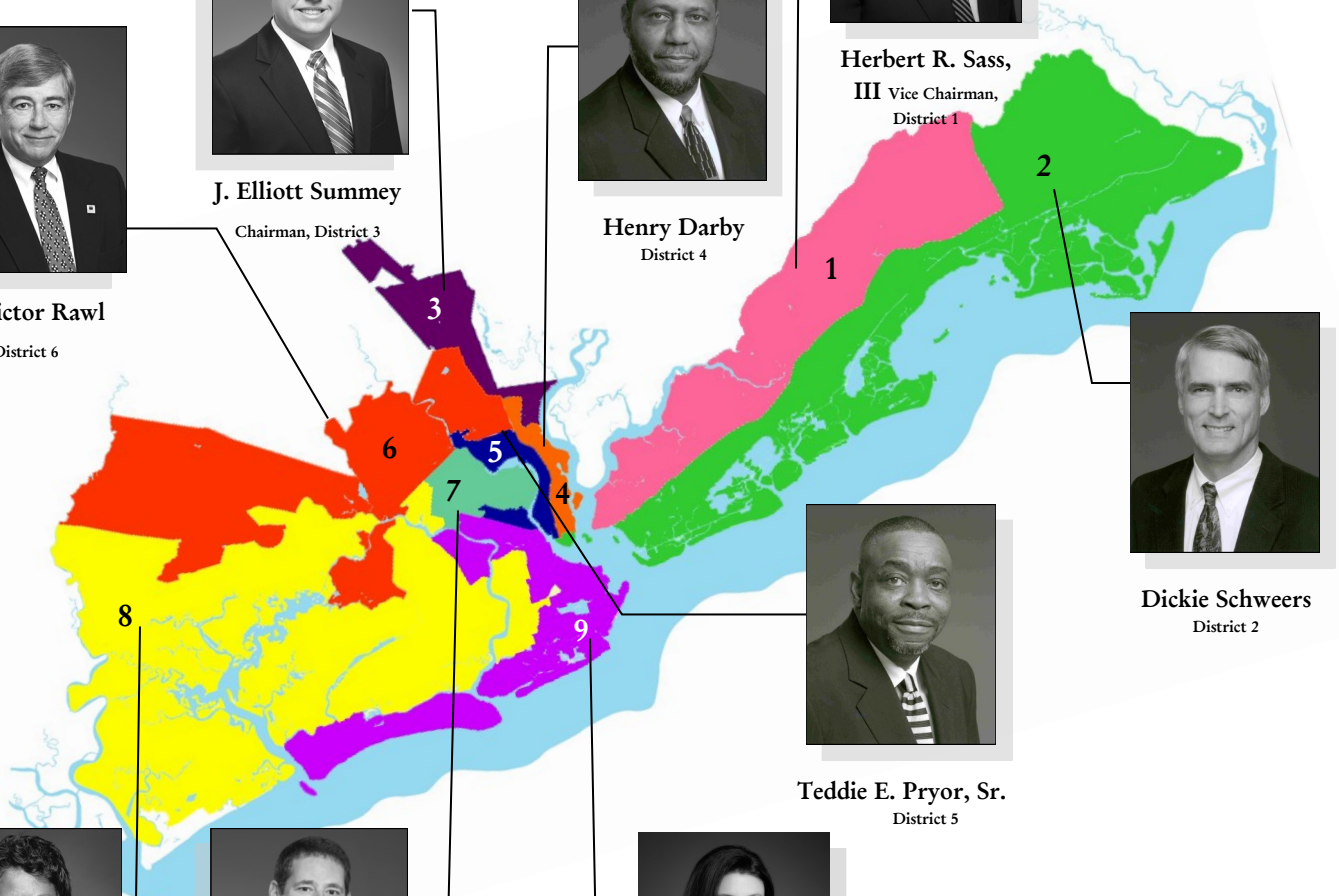 Herbert R. Sass,
III Vice Chairman,
District 1
J. Elliott Summey
Chairman, District 3
Henry Darby
District 4
ictor Rawl
District 6
2
1
3
6
5
7
4
8
9
Dickie Schweers
District 2
Teddie E. Pryor, Sr.
District 5